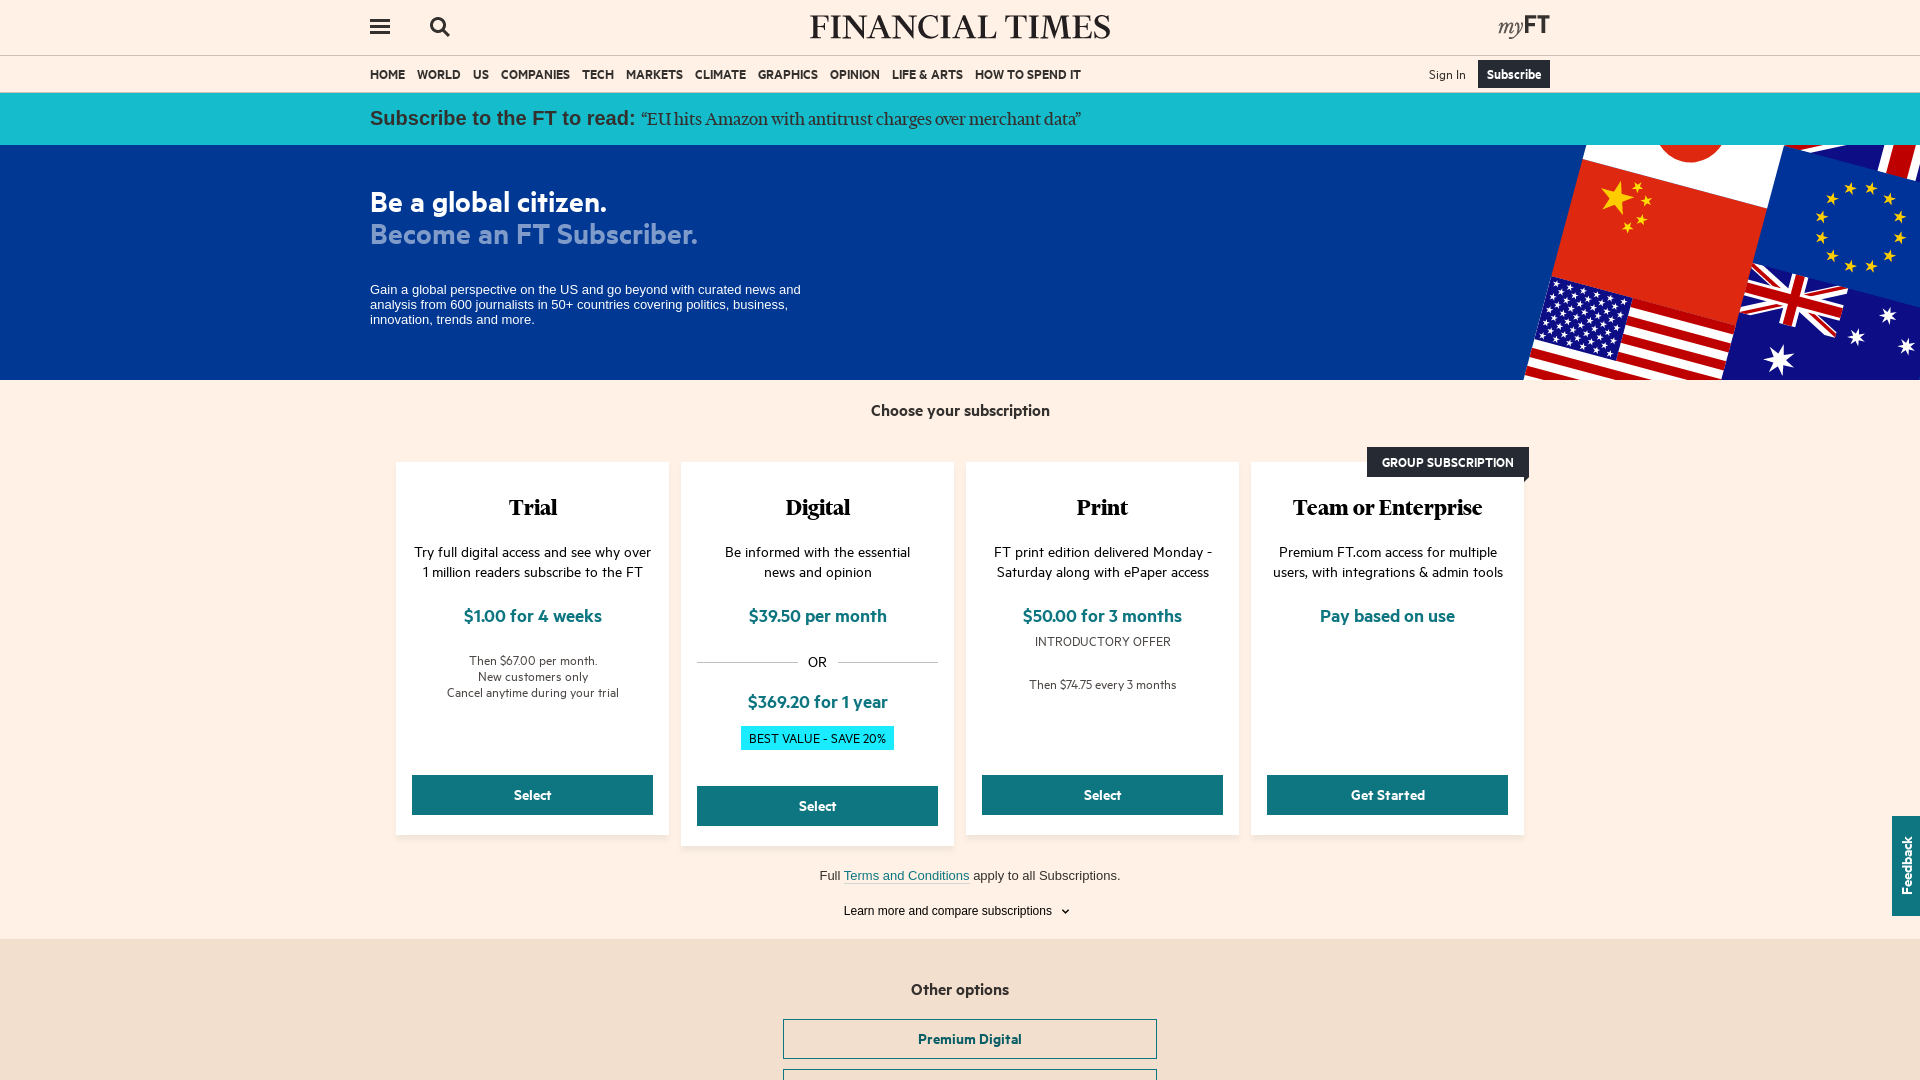 FINANCIAL TIMES
myFT
HOME WORLD US COMPANIES TECH MARKETS CLIMATE GRAPHICS OPINION LIFE & ARTS HOW TO SPEND IT
Sign In
Subscribe
Subscribe to the FT to read: “EU hits Amazon with antitrust charges over merchant data”
Be a global citizen.
Become an FT Subscriber.
Gain a global perspective on the US and go beyond with curated news and
analysis from 600 journalists in 50+ countries covering politics, business,
innovation, trends and more.
Choose your subscription
Trial
Try full digital access and see why over
1 million readers subscribe to the FT
$1.00 for 4 weeks
Then $67.00 per month.
New customers only
Cancel anytime during your trial
Select
Digital
Be informed with the essential
news and opinion
$39.50 per month
OR
$369.20 for 1 year
BEST VALUE - SAVE 20%
Select
Print
FT print edition delivered Monday -
Saturday along with ePaper access
$50.00 for 3 months
INTRODUCTORY OFFER
Then $74.75 every 3 months
Select
GROUP SUBSCRIPTION
Team or Enterprise
Premium FT.com access for multiple
users, with integrations & admin tools
Pay based on use
Get Started
Feedback
Full Terms and Conditions apply to all Subscriptions.
Learn more and compare subscriptions
Other options
Premium Digital